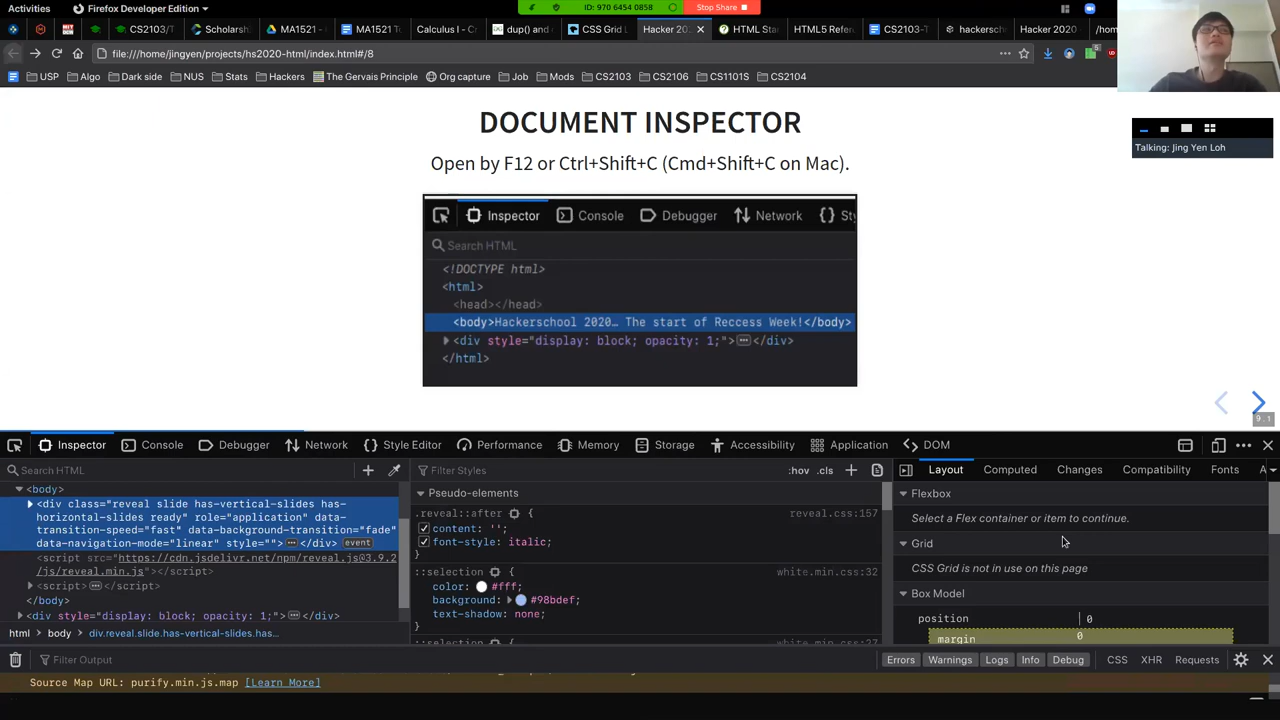 Activities
Firefox Developer Edition
ID: 970 6454 0858
Stop Share
CS2103/T
Scholarsh
MA1521 -
MA1521 To
Calculus I - C
dup() and
CSS Grid L
Hacker 20
HTML Sta
HTML5 Refer
CS2103-T
hackersch
Hacker 2020
/home
file:///home/jingyen/projects/hs2020-html/index.html#/8
5
USP
Algo
Dark side
NUS
Stats
Hackers
The Gervais Principle
Org capture
Job
Mods
CS2103
CS2106
CS1101S
CS2104
Talking: Jing Yen Loh
DOCUMENT INSPECTOR
Open by F12 or Ctrl+Shift+C (Cmd+Shift+C on Mac).
Inspector Console Debugger Network {} Sty
Search HTML
<!DOCTYPE html>
<html>
<head></head>
<body>Hackerschool 2020… The start of Reccess Week!</body>
<div style="display: block; opacity: 1;"></div>
</html>
9.1
Inspector Console Debugger Network {} Style Editor Performance Memory Storage Accessibility Application DOM
Search HTML
<body>
<div class="reveal slide has-vertical-slides has-
horizontal-slides ready" role="application" data-
transition-speed="fast" data-background-transition="fade"
data-navigation-mode="linear" style=""></div> event
<script src="https://cdn.jsdelivr.net/npm/reveal.js@3.9.2
/js/reveal.min.js"></script>
<script></script>
</body>
<div style="display: block; opacity: 1;"></div>
html body div.reveal.slide.has-vertical-slides.has…
Filter Styles
:hov .cls
Pseudo-elements
.reveal::after { reveal.css:157
content: '';
font-style: italic;
}
::selection { white.min.css:32
color: #fff;
background: #98bdef;
text-shadow: none;
}
Layout Computed Changes Compatibility Fonts A
Flexbox
Select a Flex container or item to continue.
Grid
CSS Grid is not in use on this page
Box Model
position 0
margin 0
Filter Output
Errors Warnings Logs Info Debug CSS XHR Requests
Source Map URL: purify.min.js.map [Learn More]